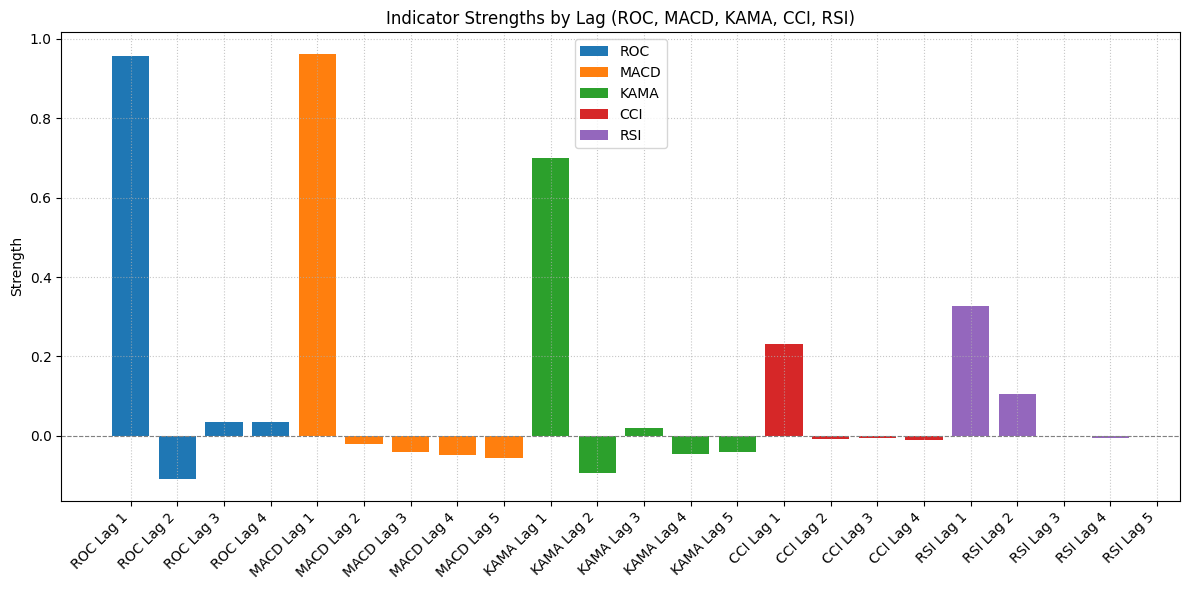 Indicator Strengths by Lag (ROC, MACD, KAMA, CCI, RSI)
ROC
MACD
KAMA
CCI
RSI
Strength
1.0
0.8
0.6
0.4
0.2
0.0
ROC Lag 1
ROC Lag 2
ROC Lag 3
ROC Lag 4
MACD Lag 1
MACD Lag 2
MACD Lag 3
MACD Lag 4
MACD Lag 5
KAMA Lag 1
KAMA Lag 2
KAMA Lag 3
KAMA Lag 4
KAMA Lag 5
CCI Lag 1
CCI Lag 2
CCI Lag 3
CCI Lag 4
RSI Lag 1
RSI Lag 2
RSI Lag 3
RSI Lag 4
RSI Lag 5